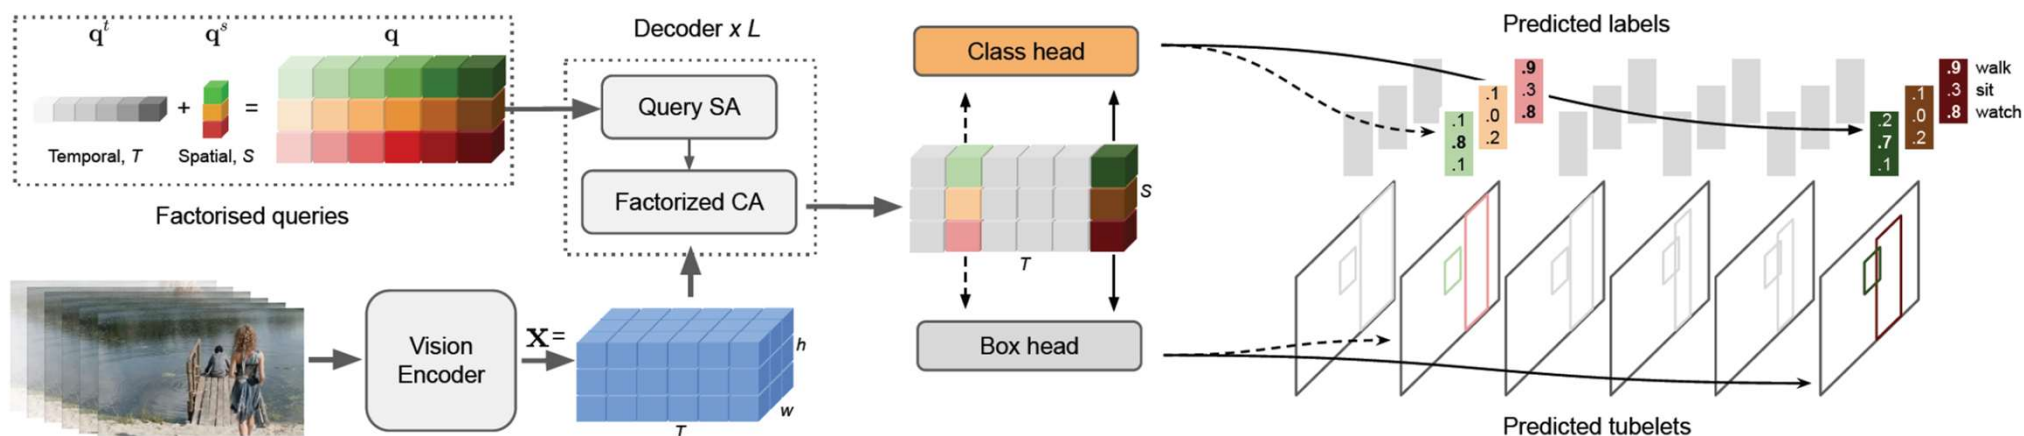 qᵗ
qˢ
q
+
=
Temporal, T
Spatial, S
Factorised queries
Decoder x L
Query SA
Factorized CA
Vision
Encoder
X=
h
w
T
Class head
S
T
Box head
Predicted labels
.1
.8
.1
.1
.0
.2
.9
.3
.8
.2
.7
.1
.1
.0
.2
.9 walk
.3 sit
.8 watch
Predicted tubelets